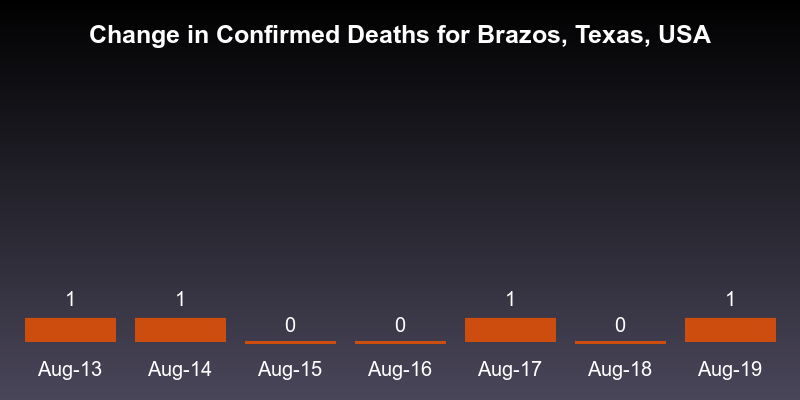 Change in Confirmed Deaths for Brazos, Texas, USA
1 1 0 0 1 0 1
Aug-13 Aug-14 Aug-15 Aug-16 Aug-17 Aug-18 Aug-19